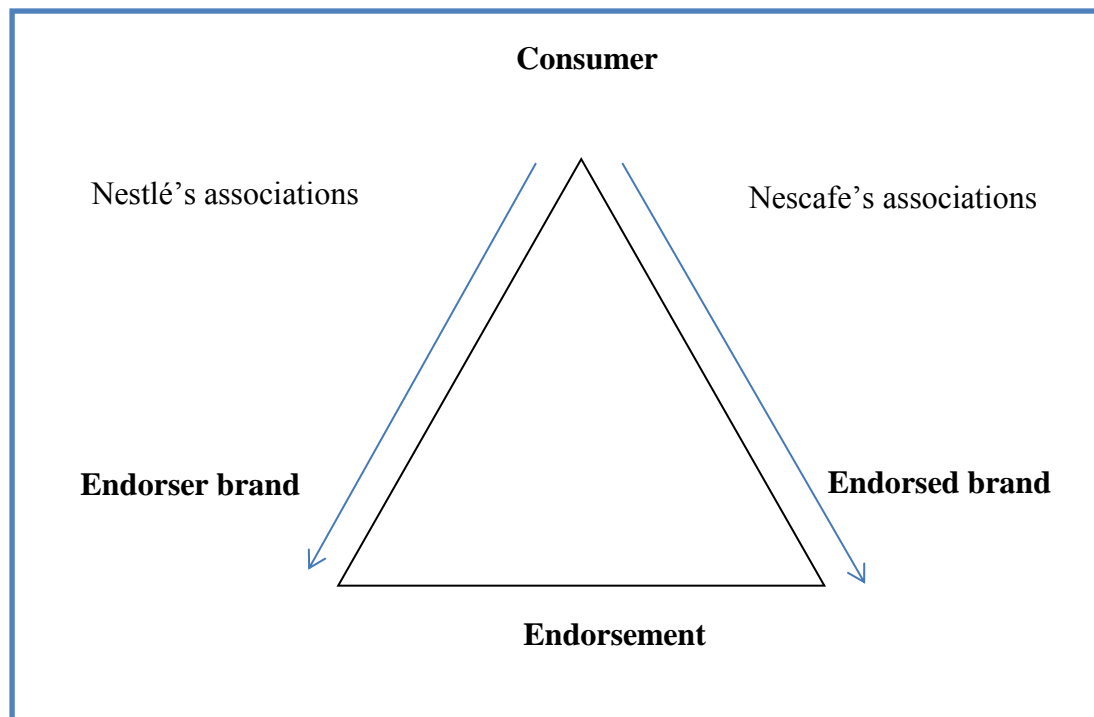 Consumer
Nestlé’s associations
Nescafe’s associations
Endorser brand
Endorsed brand
Endorsement